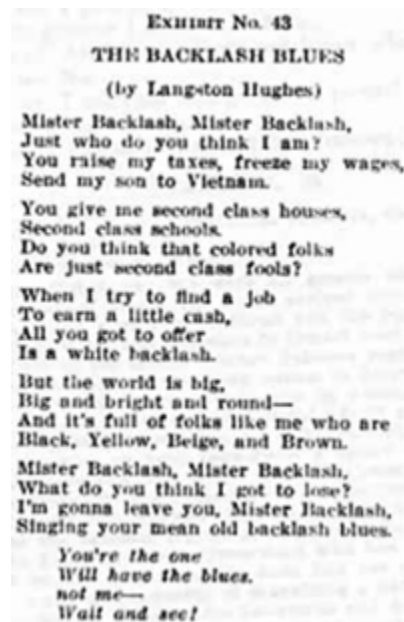 EXHIBIT No. 43
THE BACKLASH BLUES
(by Langston Hughes)
Mister Backlash, Mister Backlash,
Just who do you think I am?
You raise my taxes, freeze my wages,
Send my son to Vietnam.
You give me second class houses,
Second class schools.
Do you think that colored folks
Are just second class fools?
When I try to find a job
To earn a little cash,
All you got to offer
Is a white backlash.
But the world is big,
Big and bright and round—
And it's full of folks like me who are
Black, Yellow, Beige, and Brown.
Mister Backlash, Mister Backlash,
What do you think I got to lose?
I'm gonna leave you, Mister Backlash,
Singing your mean old backlash blues.
You're the one
Will have the blues.
not me—
Wait and see!